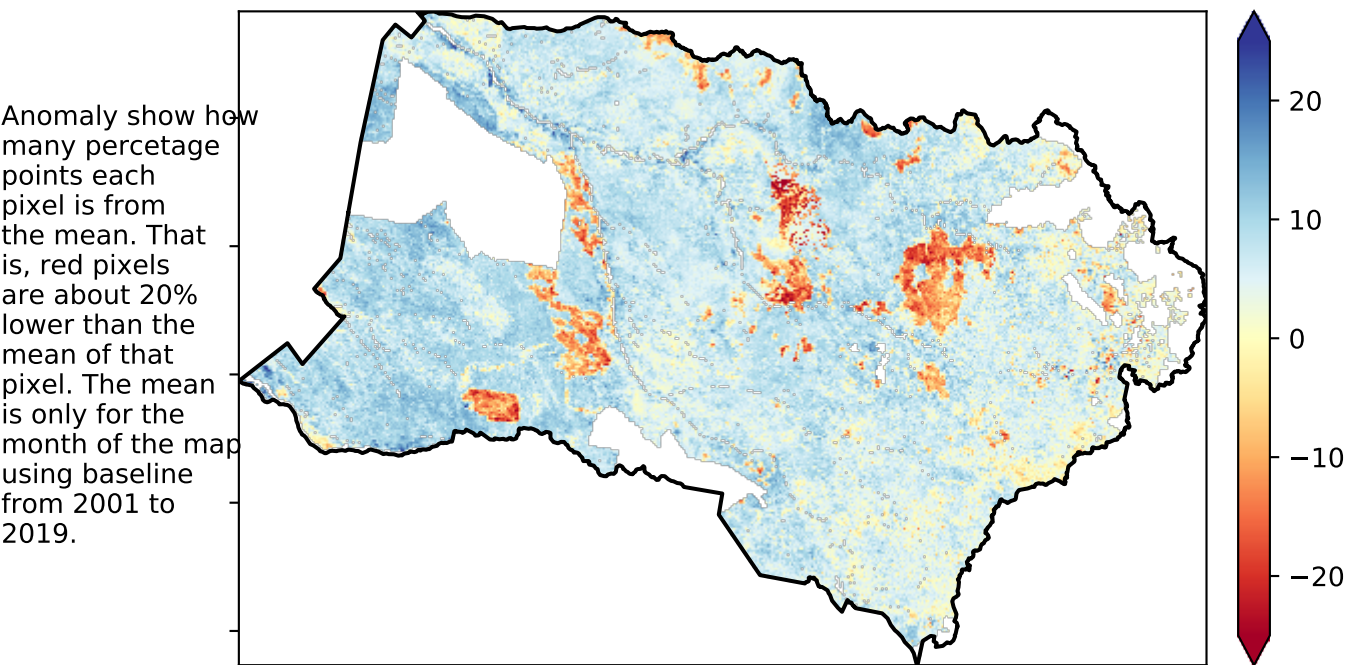 Anomaly show how
many percetage
points each
pixel is from
the mean. That
is, red pixels
are about 20%
lower than the
mean of that
pixel. The mean
is only for the
month of the map
using baseline
from 2001 to
2019.
20
10
0
−10
−20